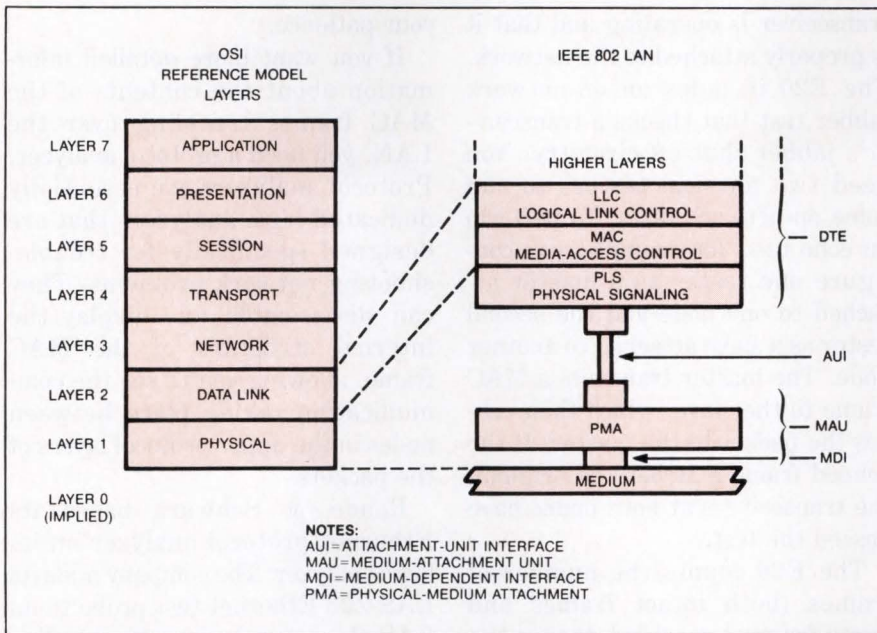 OSI
REFERENCE MODEL
LAYERS
LAYER 7 APPLICATION
LAYER 6 PRESENTATION
LAYER 5 SESSION
LAYER 4 TRANSPORT
LAYER 3 NETWORK
LAYER 2 DATA LINK
LAYER 1 PHYSICAL
LAYER 0
(IMPLIED)
IEEE 802 LAN
HIGHER LAYERS
LLC
LOGICAL LINK CONTROL
MAC
MEDIA-ACCESS CONTROL
PLS
PHYSICAL SIGNALING
DTE
AUI
PMA
MAU
MDI
MEDIUM
NOTES:
AUI=ATTACHMENT-UNIT INTERFACE
MAU=MEDIUM-ATTACHMENT UNIT
MDI=MEDIUM-DEPENDENT INTERFACE
PMA=PHYSICAL-MEDIUM ATTACHMENT